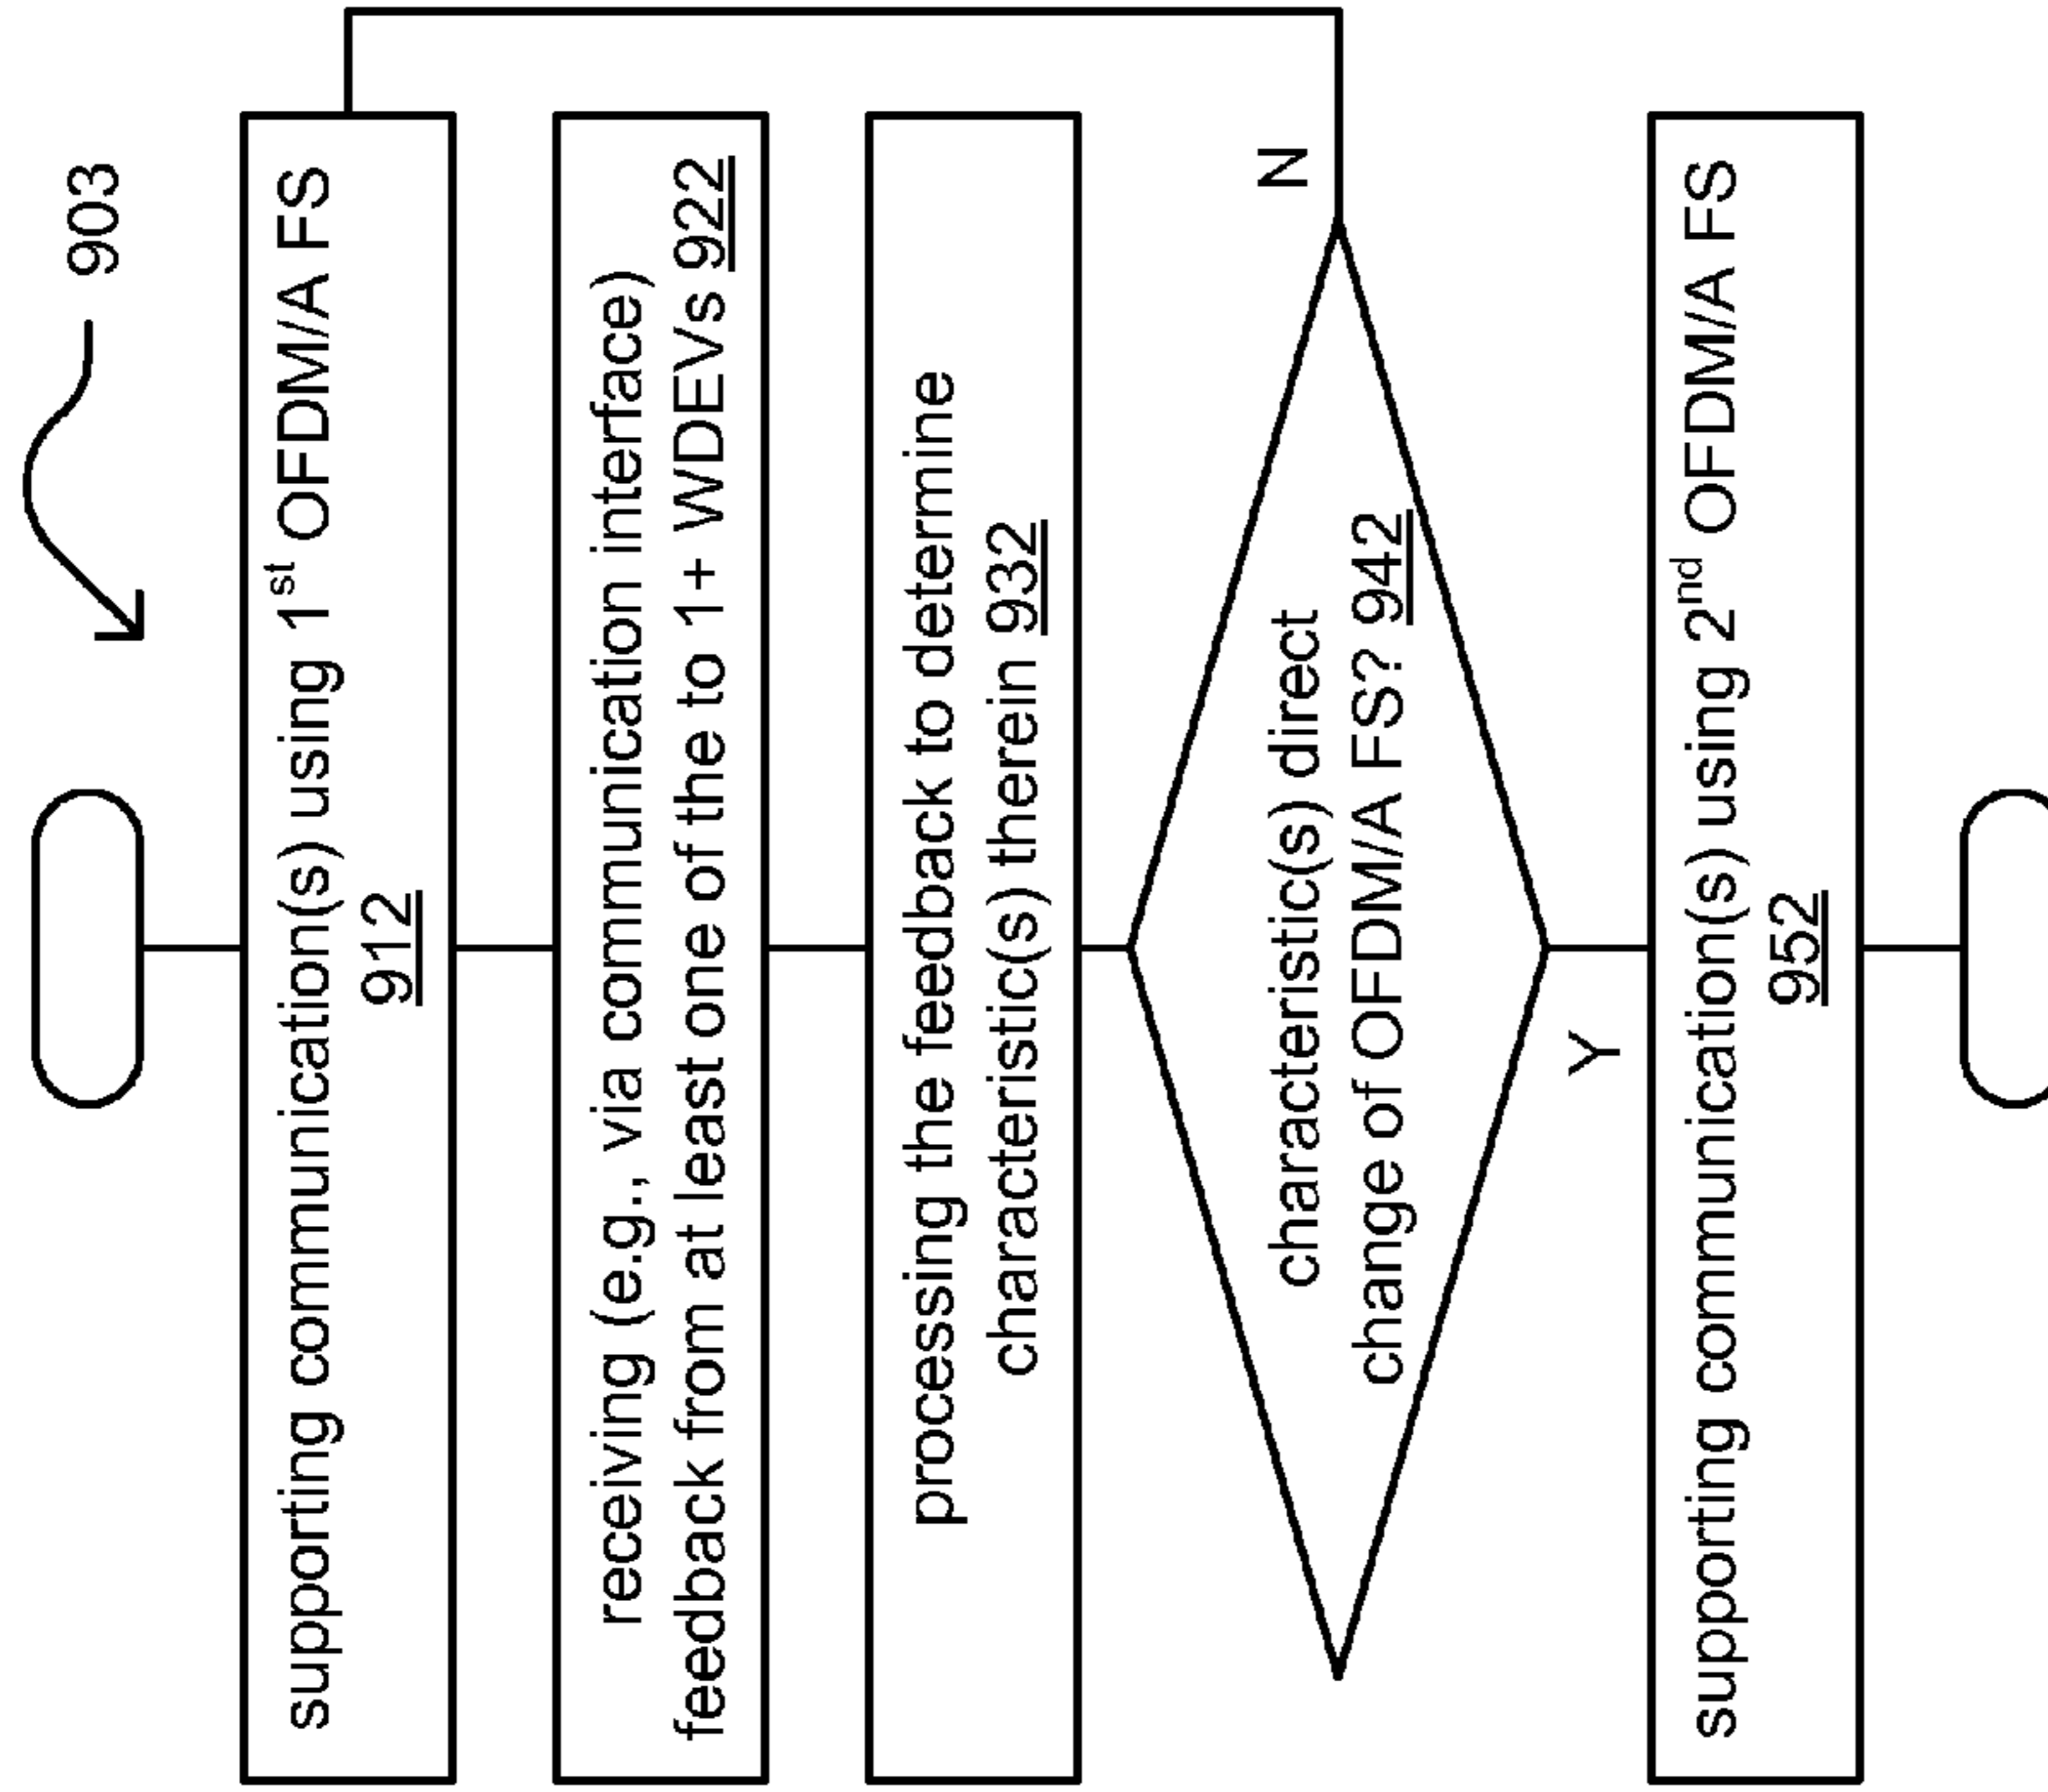 903
supporting communication(s) using 1st OFDM/A FS
912
receiving (e.g., via communication interface)
feedback from at least one of the to 1+ WDEVs 922
processing the feedback to determine
characteristic(s) therein 932
characteristic(s) direct
change of OFDM/A FS? 942
N
Y
supporting communication(s) using 2nd OFDM/A FS
952